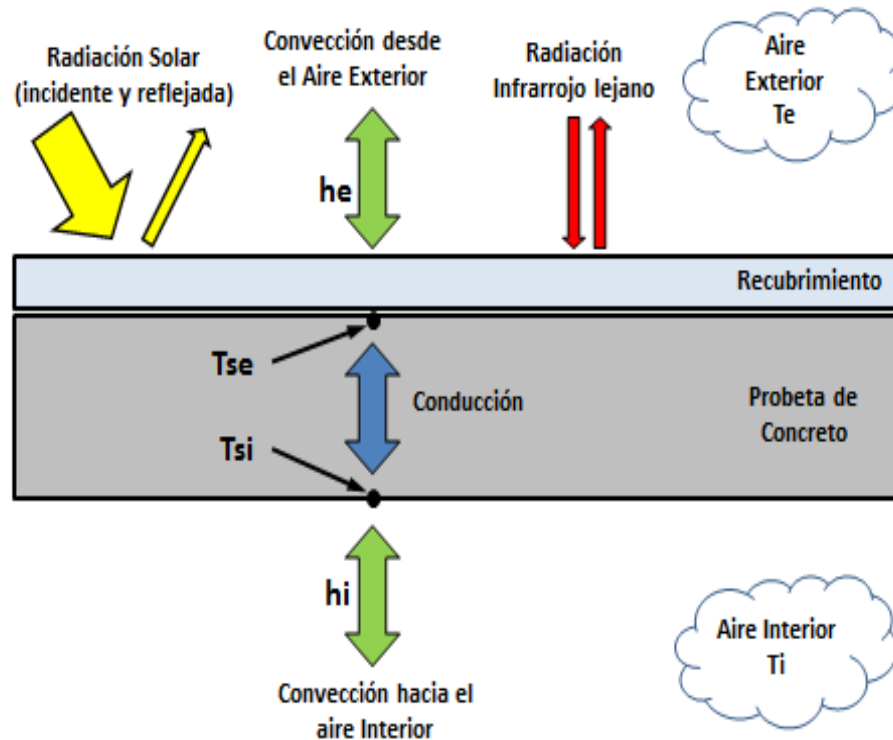 Radiación Solar
(incidente y reflejada)
Convección desde
el Aire Exterior
Radiación
Infrarrojo lejano
Aire
Exterior
Te
he
Recubrimiento
Tse
Conducción
Probeta de
Concreto
Tsi
hi
Aire Interior
Ti
Convección hacia el
aire Interior